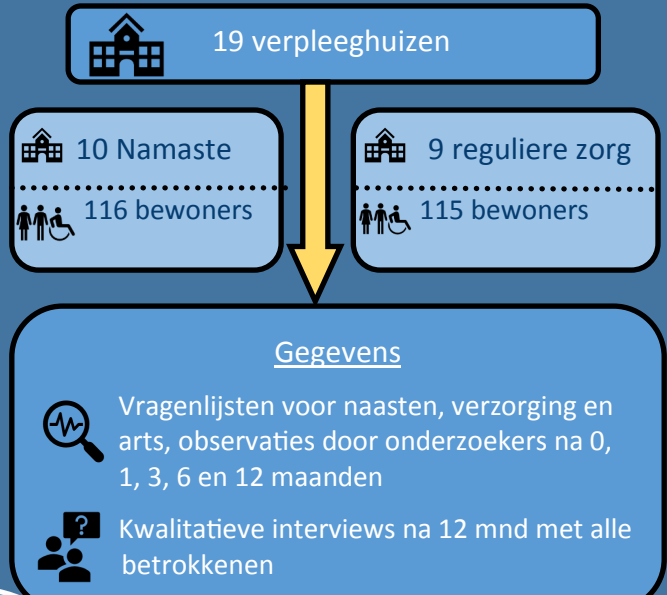 19 verpleeghuizen
10 Namaste
116 bewoners
9 reguliere zorg
115 bewoners
Gegevens
Vragenlijsten voor naasten, verzorging en
arts, observaties door onderzoekers na 0,
1, 3, 6 en 12 maanden
?
Kwalitatieve interviews na 12 mnd met alle
betrokkenen